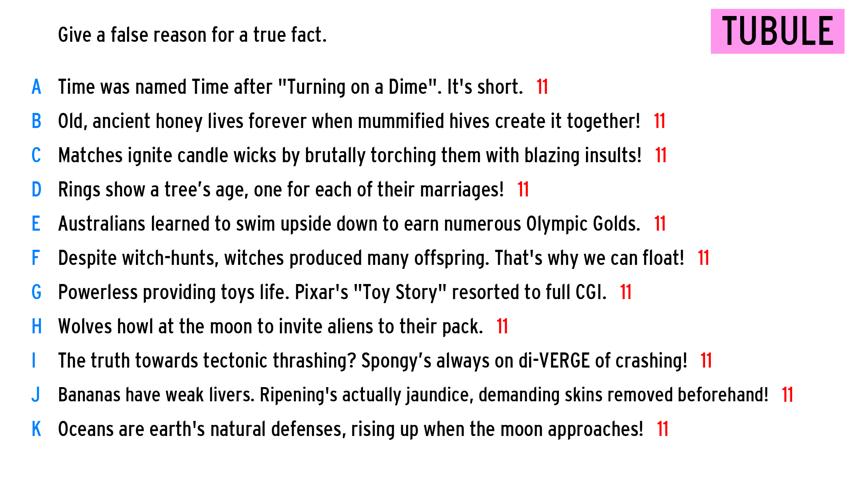 Give a false reason for a true fact.
TUBULE
A Time was named Time after "Turning on a Dime". It's short. 11
B Old, ancient honey lives forever when mummified hives create it together! 11
C Matches ignite candle wicks by brutally torching them with blazing insults! 11
D Rings show a tree’s age, one for each of their marriages! 11
E Australians learned to swim upside down to earn numerous Olympic Golds. 11
F Despite witch-hunts, witches produced many offspring. That's why we can float! 11
G Powerless providing toys life. Pixar's "Toy Story" resorted to full CGI. 11
H Wolves howl at the moon to invite aliens to their pack. 11
I The truth towards tectonic thrashing? Spongy’s always on di-VERGE of crashing! 11
J Bananas have weak livers. Ripening's actually jaundice, demanding skins removed beforehand! 11
K Oceans are earth's natural defenses, rising up when the moon approaches! 11